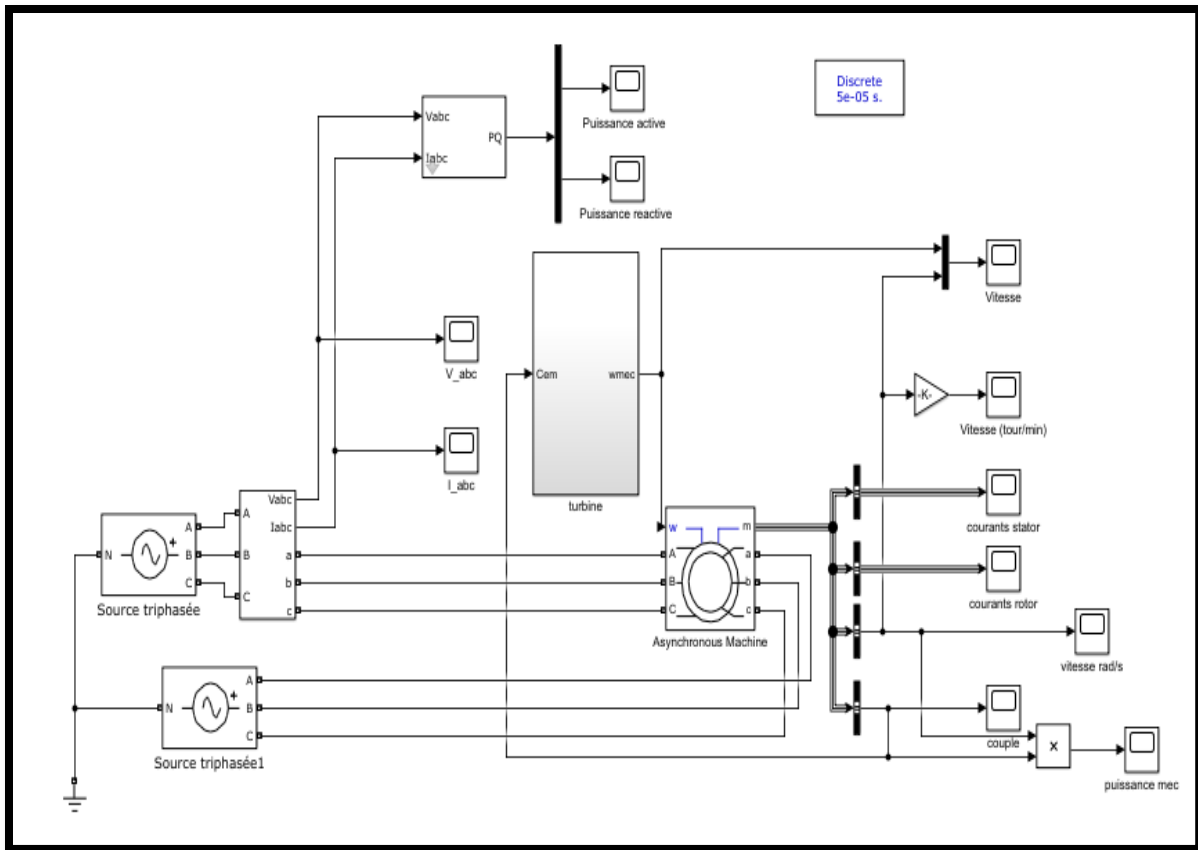 Discrete
5e-05 s.
Vabc
Iabc
PQ
Puissance active
Puissance reactive
Vitesse
V_abc
Cem
wmec
turbine
-K-
Vitesse (tour/min)
I_abc
Vabc
Iabc
A
B
C
a
b
c
N
A
B
C
+
Source triphasée
w
m
A
B
C
a
b
c
Asynchronous Machine
courants stator
courants rotor
vitesse rad/s
couple
×
puissance mec
N
A
B
C
+
Source triphasée1